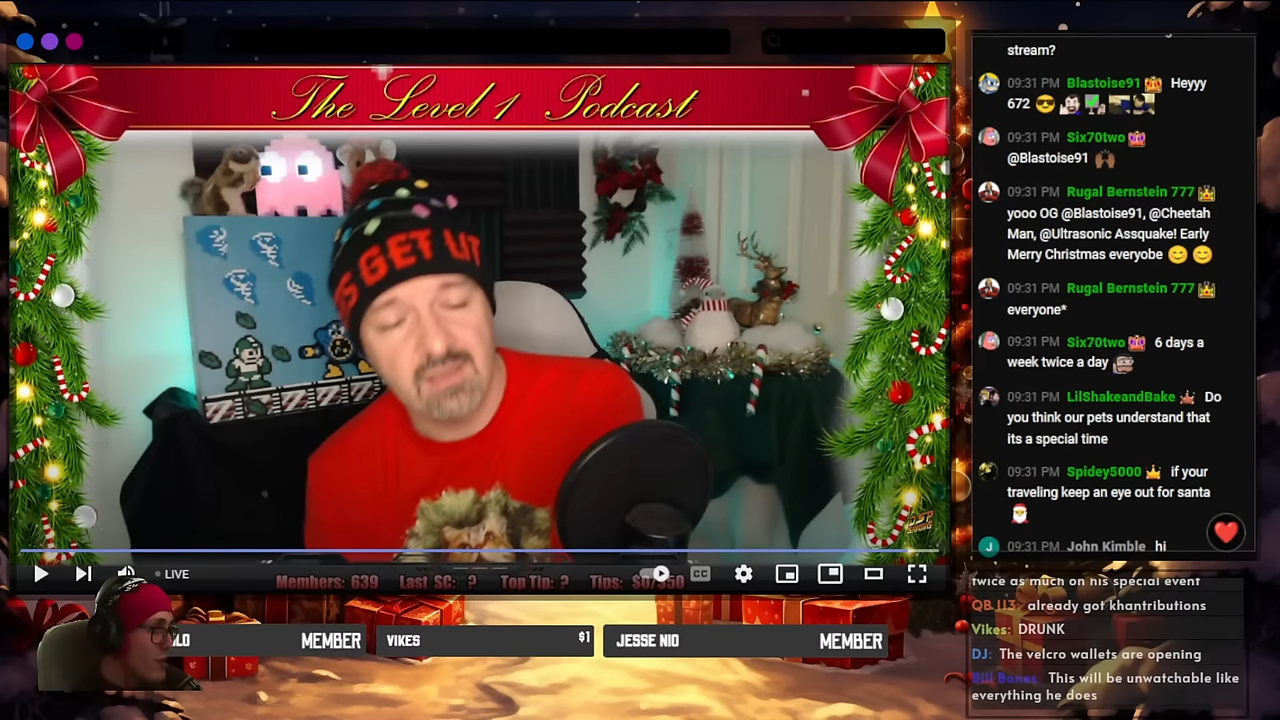 The Level 1 Podcast
S GET LIT
LIVE
CC
Members: 639 Last SC: ? Top Tip: ? Tips: $0/350
LO MEMBER
VIKES $1
JESSE NIO MEMBER
stream?
09:31 PM Blastoise91 Heyyy
672
09:31 PM Six70two
@Blastoise91
09:31 PM Rugal Bernstein 777
yooo OG @Blastoise91, @Cheetah
Man, @Ultrasonic Assquake! Early
Merry Christmas everyobe
09:31 PM Rugal Bernstein 777
everyone*
09:31 PM Six70two 6 days a
week twice a day
09:31 PM LilShakeandBake Do
you think our pets understand that
its a special time
09:31 PM Spidey5000 if your
traveling keep an eye out for santa
J 09:31 PM John Kimble hi
twice as much on his special event
QB 113: already got khantributions
Vikes: DRUNK
DJ: The velcro wallets are opening
Bill Bones: This will be unwatchable like
everything he does